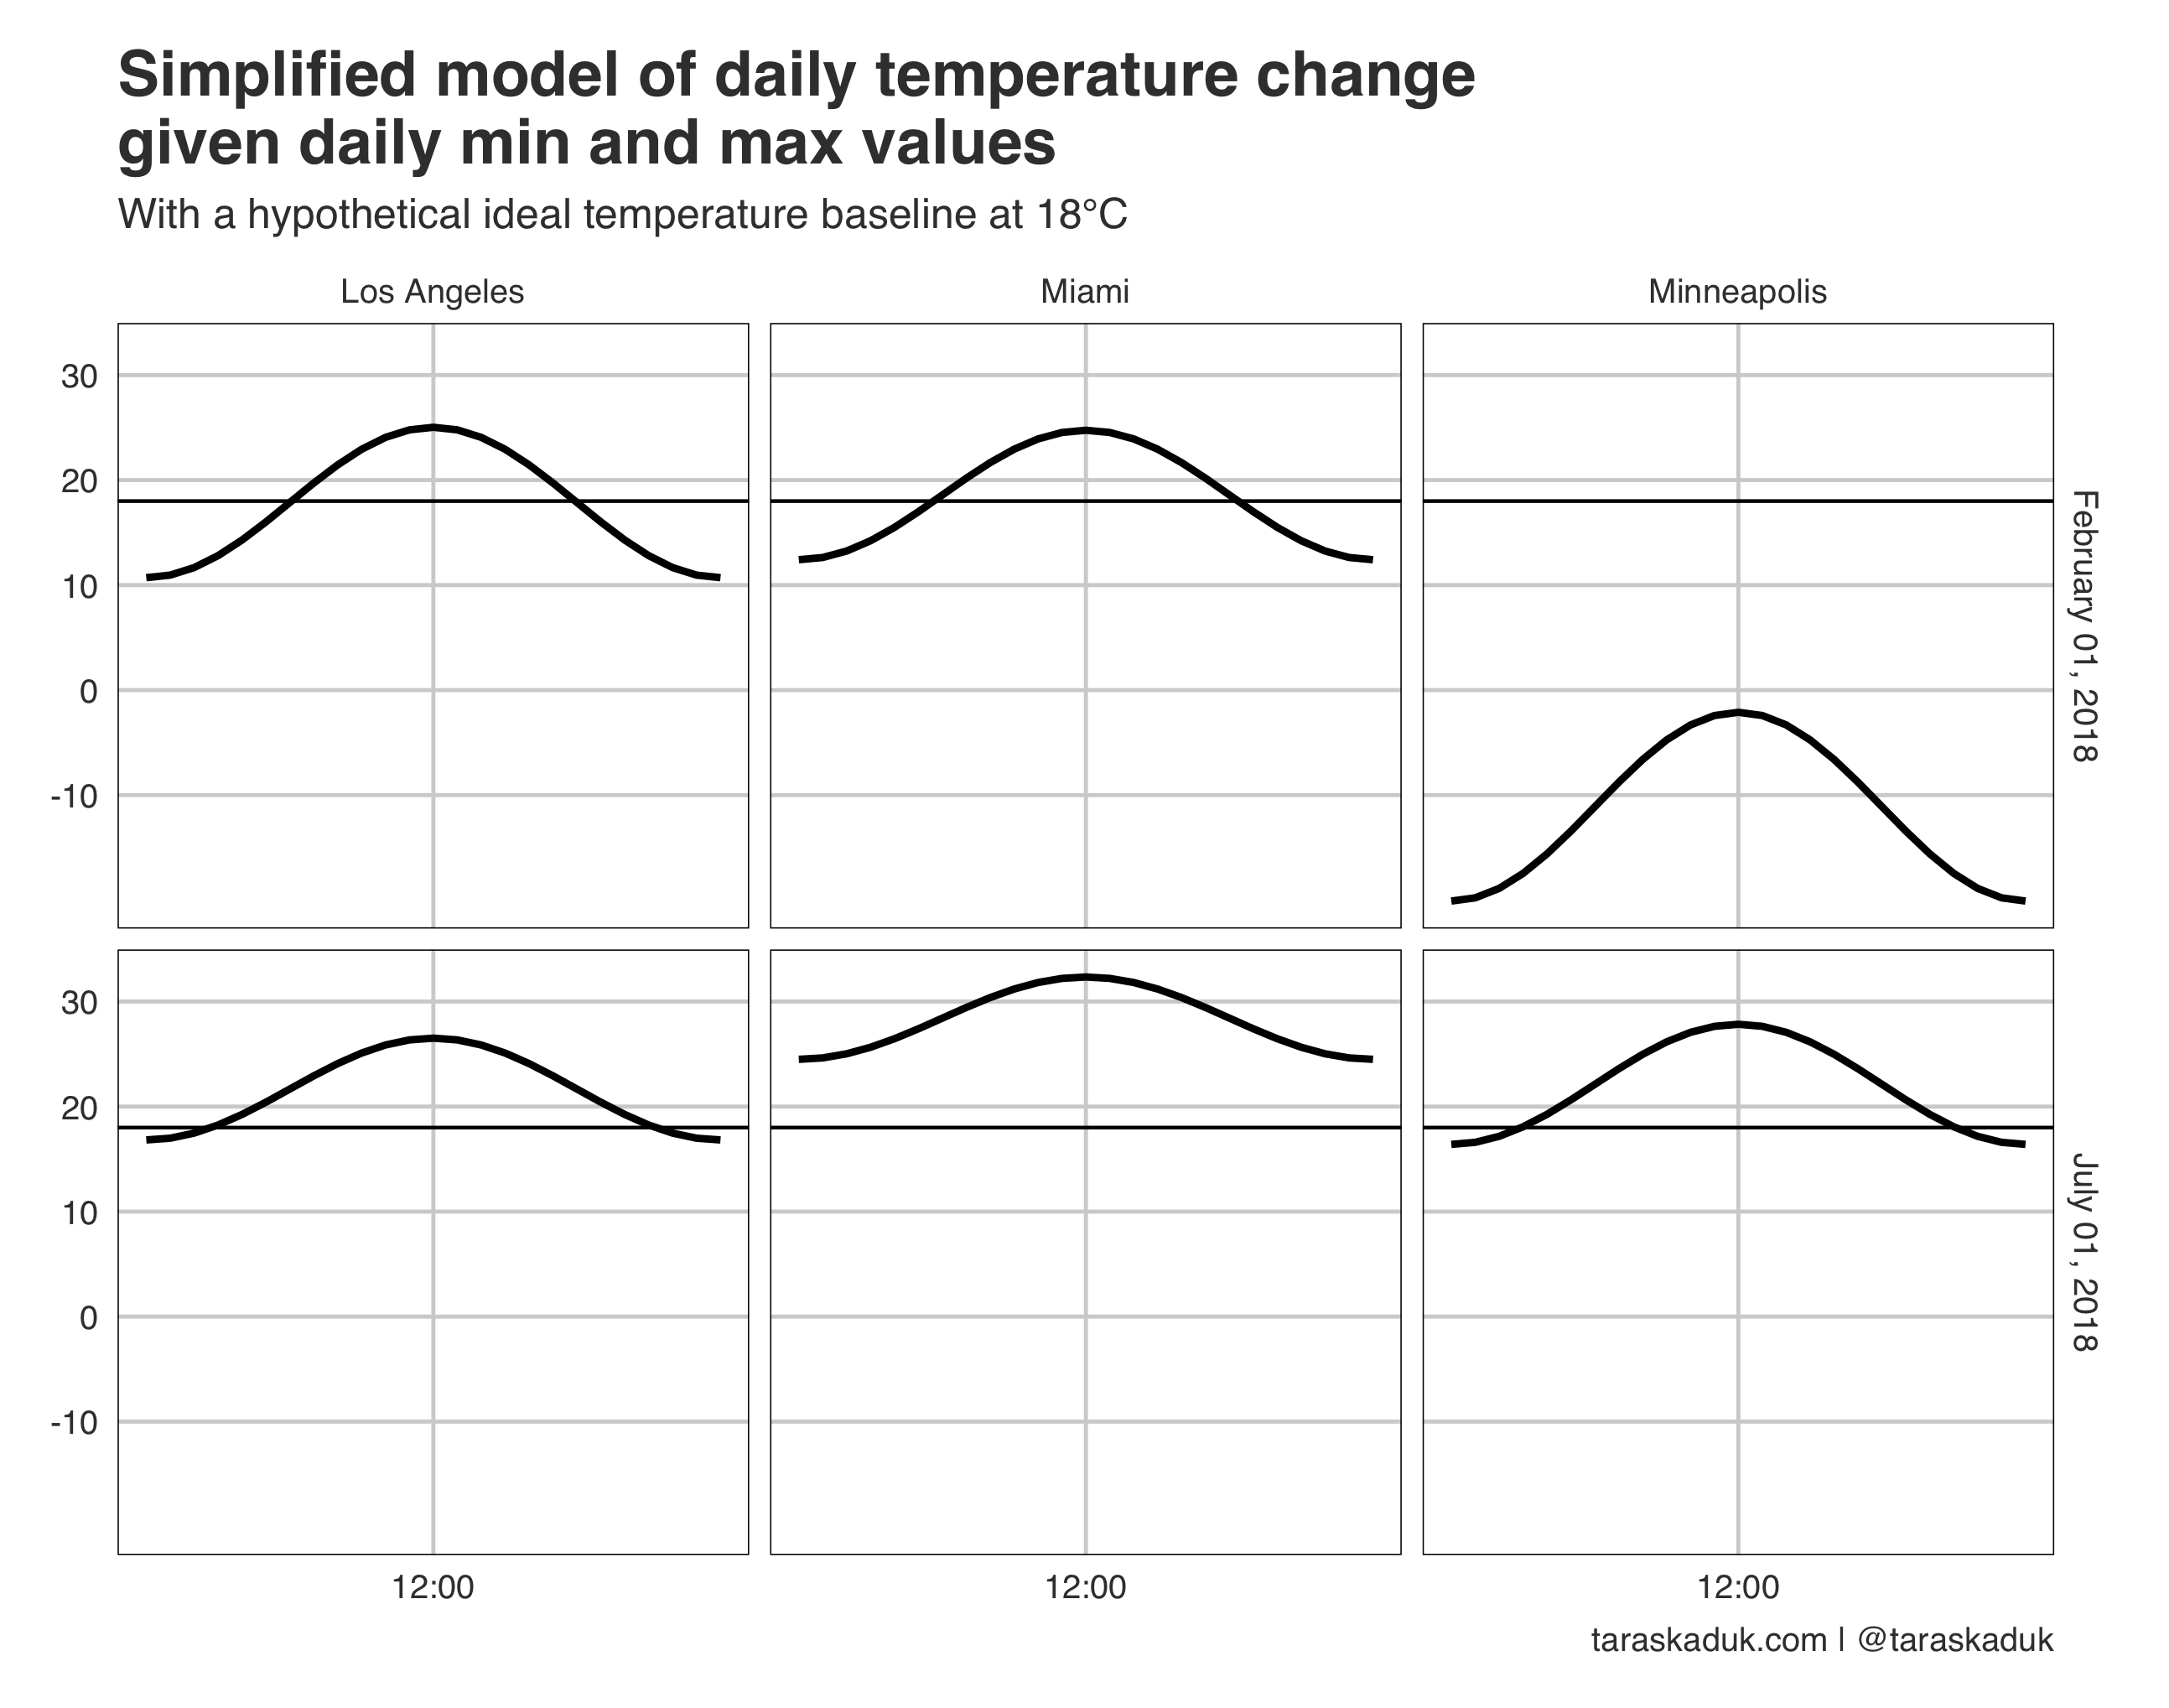 Simplified model of daily temperature change
given daily min and max values
With a hypothetical ideal temperature baseline at 18°C
Los Angeles
Miami
Minneapolis
30
20
10
0
-10
February 01, 2018
30
20
10
0
-10
July 01, 2018
12:00
12:00
12:00
taraskaduk.com | @taraskaduk